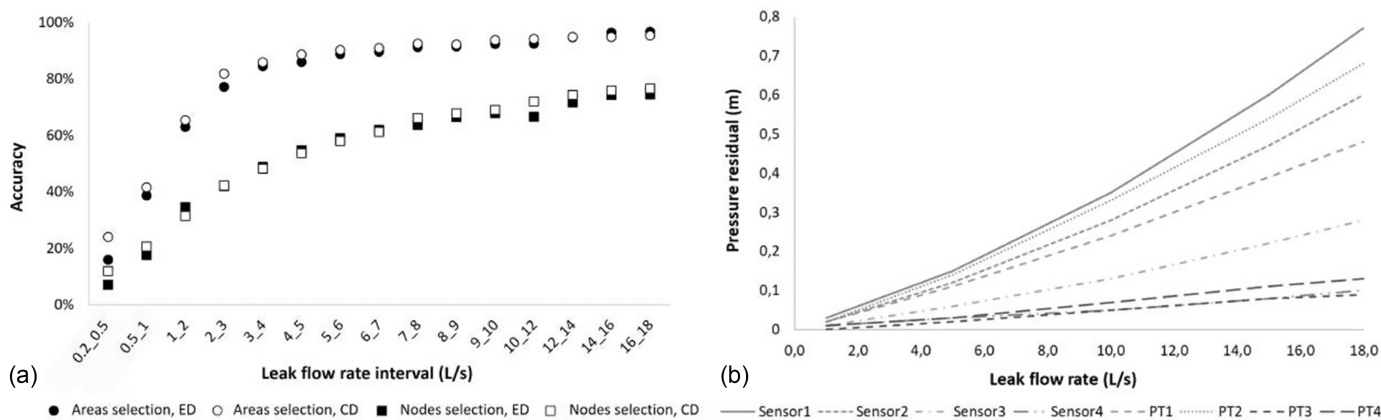 100%
80%
60%
40%
20%
0%
Accuracy
0.2_0.5
0.5_1
1_2
2_3
3_4
4_5
5_6
6_7
7_8
8_9
9_10
10_12
12_14
14_16
16_18
(a)
Leak flow rate interval (L/s)
Areas selection, ED
Areas selection, CD
Nodes selection, ED
Nodes selection, CD
0,8
0,7
0,6
0,5
0,4
0,3
0,2
0,1
0
Pressure residual (m)
0,0
2,0
4,0
6,0
8,0
10,0
12,0
14,0
16,0
18,0
(b)
Leak flow rate (L/s)
Sensor1
Sensor2
Sensor3
Sensor4
PT1
PT2
PT3
PT4